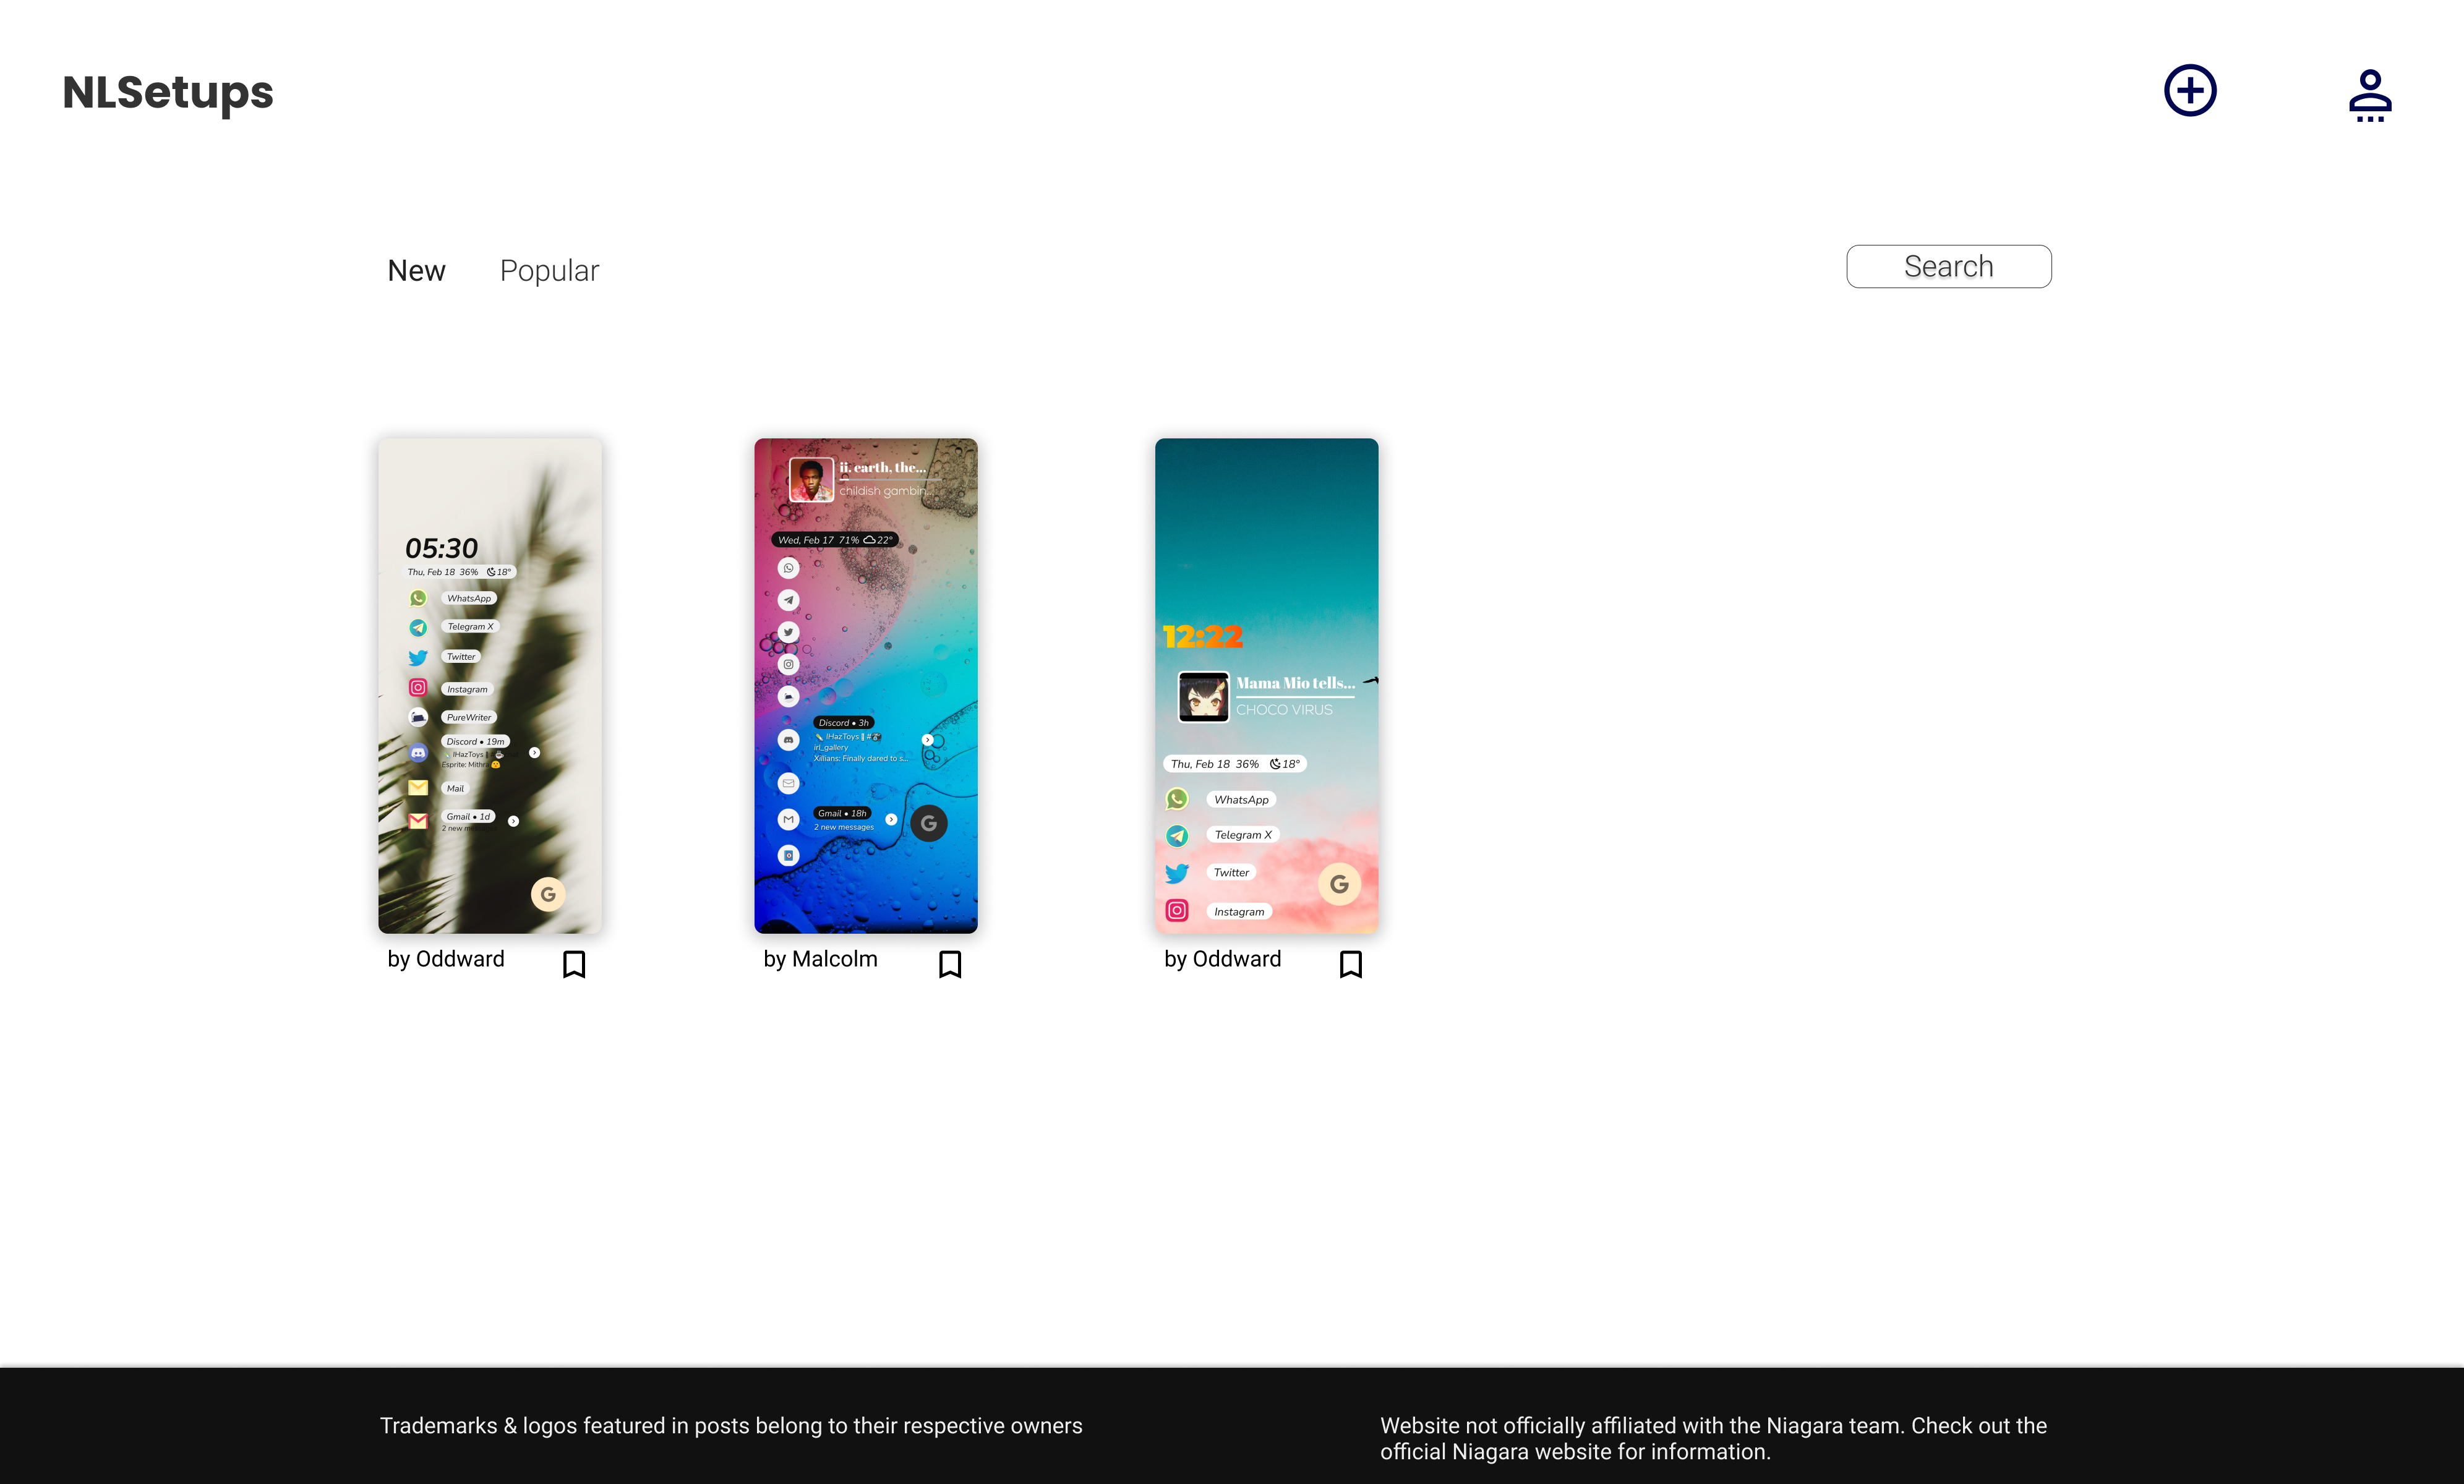 NLSetups
New
Popular
Search
05:30
Thu, Feb 18 36% 18°
WhatsApp
Telegram X
Twitter
Instagram
PureWriter
Discord • 19m
IHazToys
Esprite: Mithra
Mail
Gmail • 1d
2 new
G
by Oddward
ii. earth, the...
childish gambin...
Wed, Feb 17 71% 22°
Discord • 3h
IHazToys #
irl_gallery
Xillians: Finally dared to s...
Gmail • 18h
2 new messages
G
by Malcolm
12:22
Mama Mio tells...
CHOCO VIRUS
Thu, Feb 18 36% 18°
WhatsApp
Telegram X
Twitter
Instagram
G
by Oddward
Trademarks & logos featured in posts belong to their respective owners
Website not officially affiliated with the Niagara team. Check out the
official Niagara website for information.